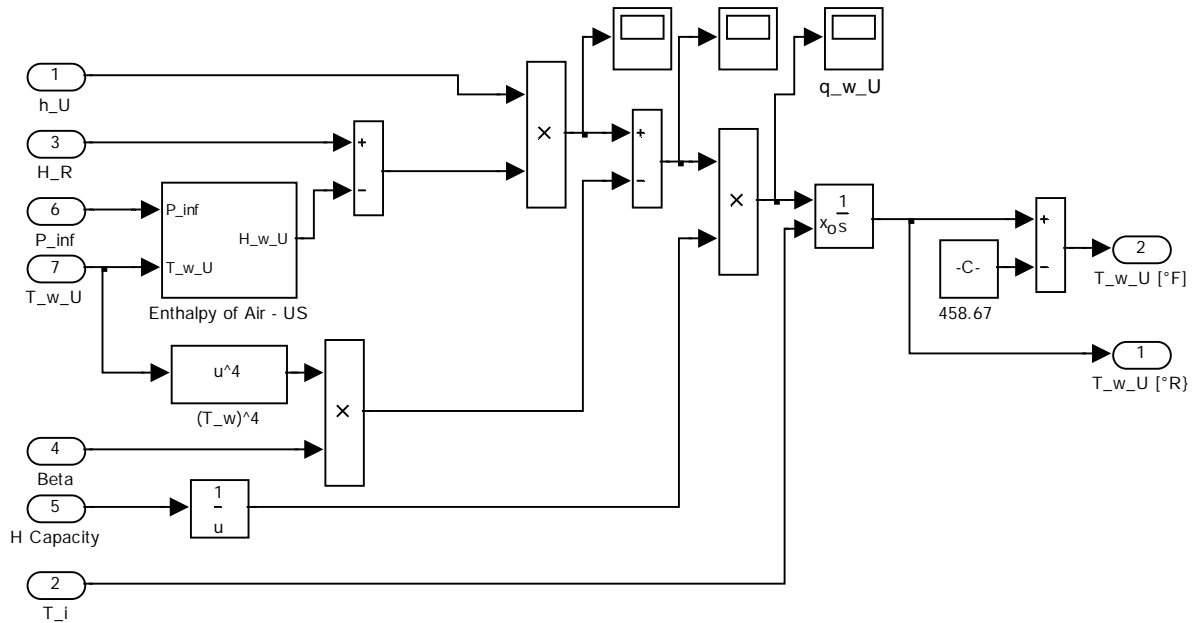 1
h_U
3
H_R
6
P_inf
7
T_w_U
P_inf
H_w_U
T_w_U
Enthalpy of Air - US
u^4
(T_w)^4
4
Beta
5
H Capacity
1
u
2
T_i
×
×
+
−
+
−
×
q_w_U
1
s
xo
-C-
458.67
+
−
2
T_w_U [°F]
1
T_w_U [°R}